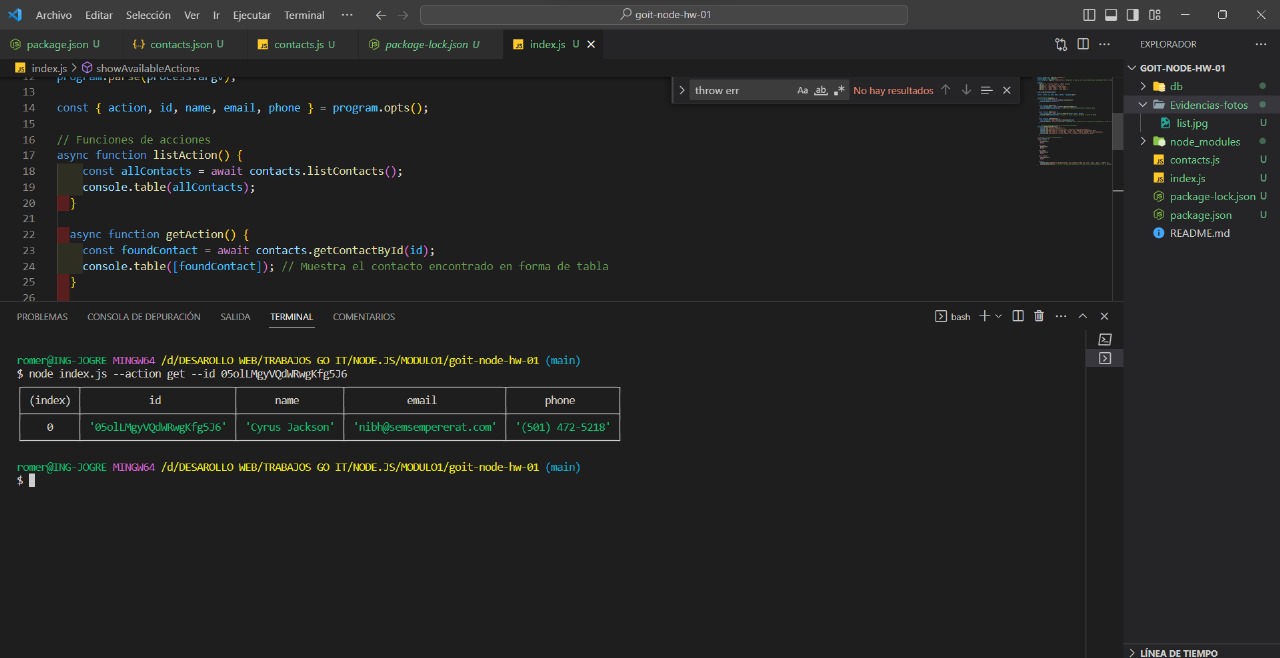 Archivo Editar Selección Ver Ir Ejecutar Terminal ··· goit-node-hw-01
package.json U contacts.json U contacts.js U package-lock.json U index.js U
index.js > showAvailableActions
12 program.parse(process.argv);
13
14 const { action, id, name, email, phone } = program.opts();
15
16 // Funciones de acciones
17 async function listAction() {
18 const allContacts = await contacts.listContacts();
19 console.table(allContacts);
20 }
21
22 async function getAction() {
23 const foundContact = await contacts.getContactById(id);
24 console.table([foundContact]); // Muestra el contacto encontrado en forma de tabla
25 }
26
throw err Aa ab .* No hay resultados
EXPLORADOR ···
GOIT-NODE-HW-01
db
Evidencias-fotos
list.jpg U
node_modules
contacts.js U
index.js U
package-lock.json U
package.json U
README.md
LÍNEA DE TIEMPO
PROBLEMAS CONSOLA DE DEPURACIÓN SALIDA TERMINAL COMENTARIOS bash
romer@ING-JOGRE MINGW64 /d/DESAROLLO WEB/TRABAJOS GO IT/NODE.JS/MODULO1/goit-node-hw-01 (main)
$ node index.js --action get --id 05olLMgyVQdWRwgKfg5J6
(index) id name email phone
0 '05olLMgyVQdWRwgKfg5J6' 'Cyrus Jackson' 'nibh@semsempererat.com' '(501) 472-5218'
romer@ING-JOGRE MINGW64 /d/DESAROLLO WEB/TRABAJOS GO IT/NODE.JS/MODULO1/goit-node-hw-01 (main)
$